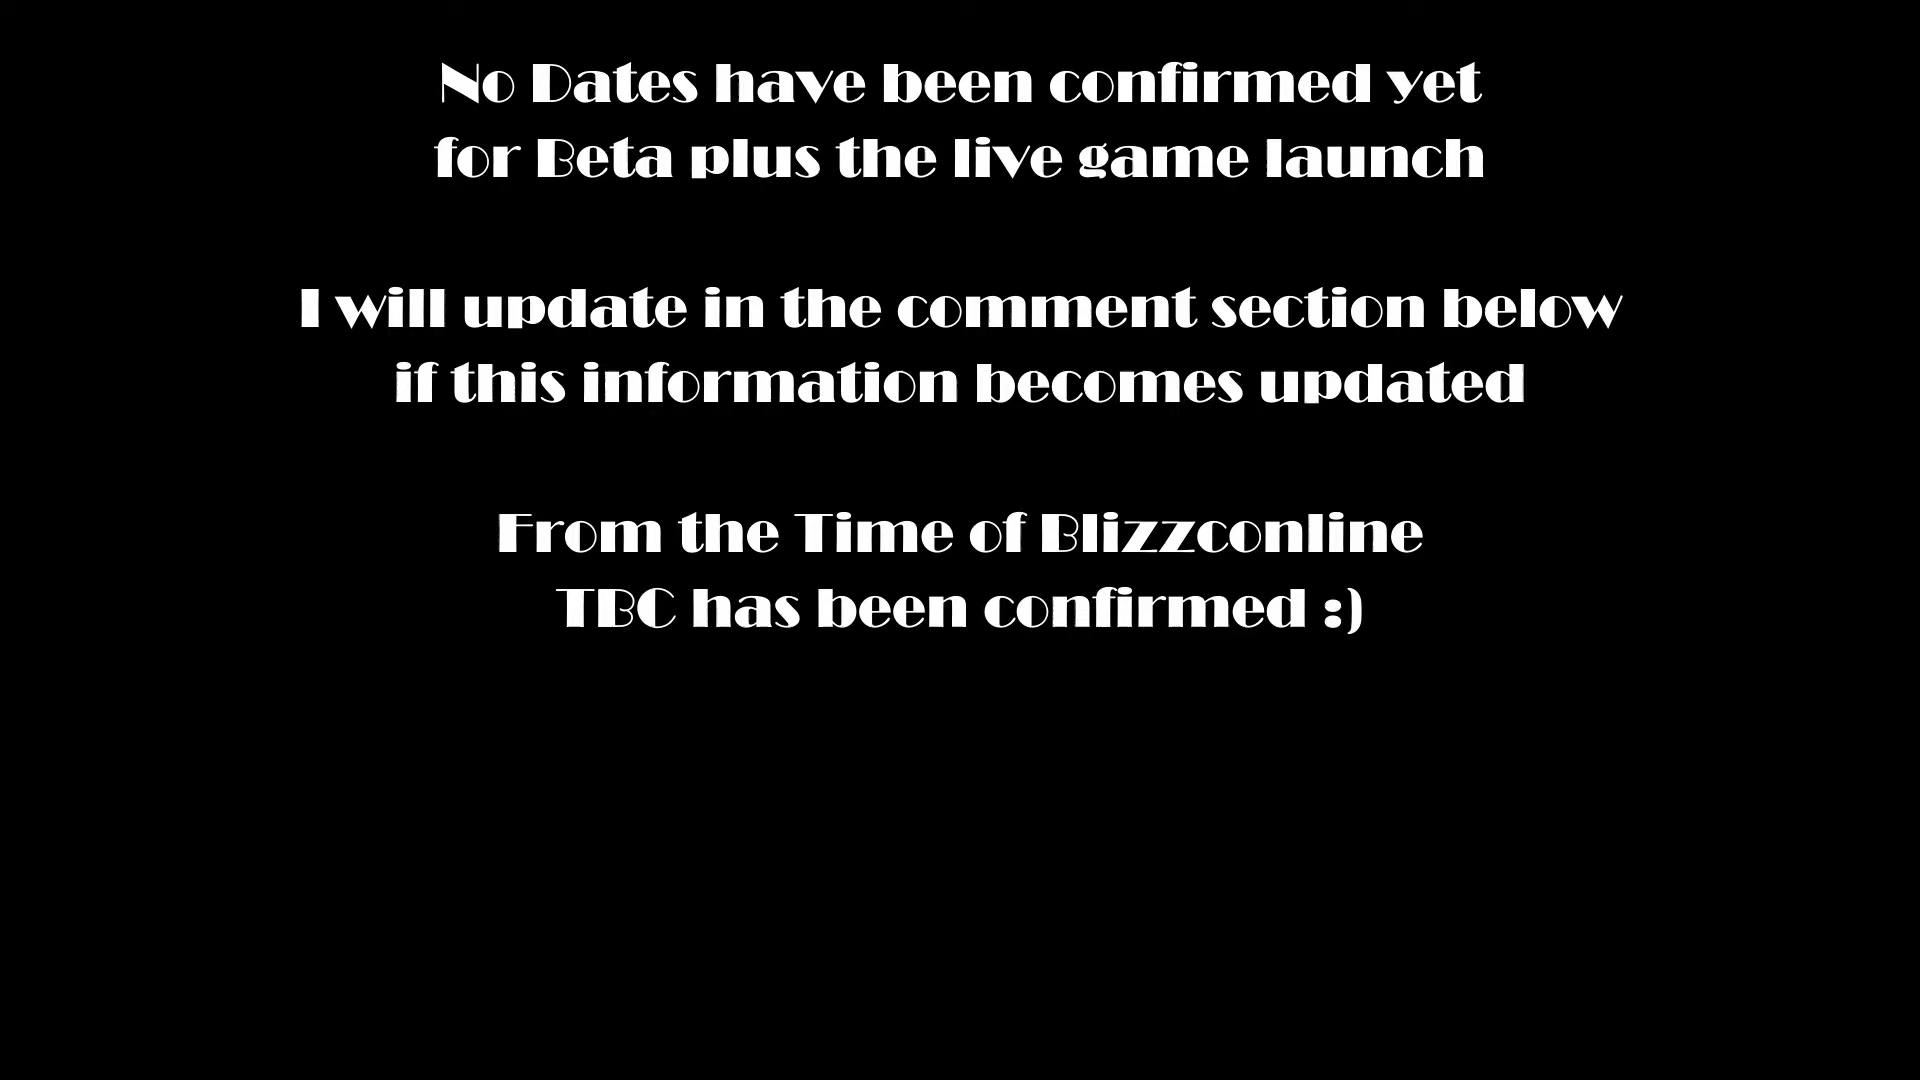 No Dates have been confirmed yet
for Beta plus the live game launch
I will update in the comment section below
if this information becomes updated
From the Time of Blizzconline
TBC has been confirmed :)